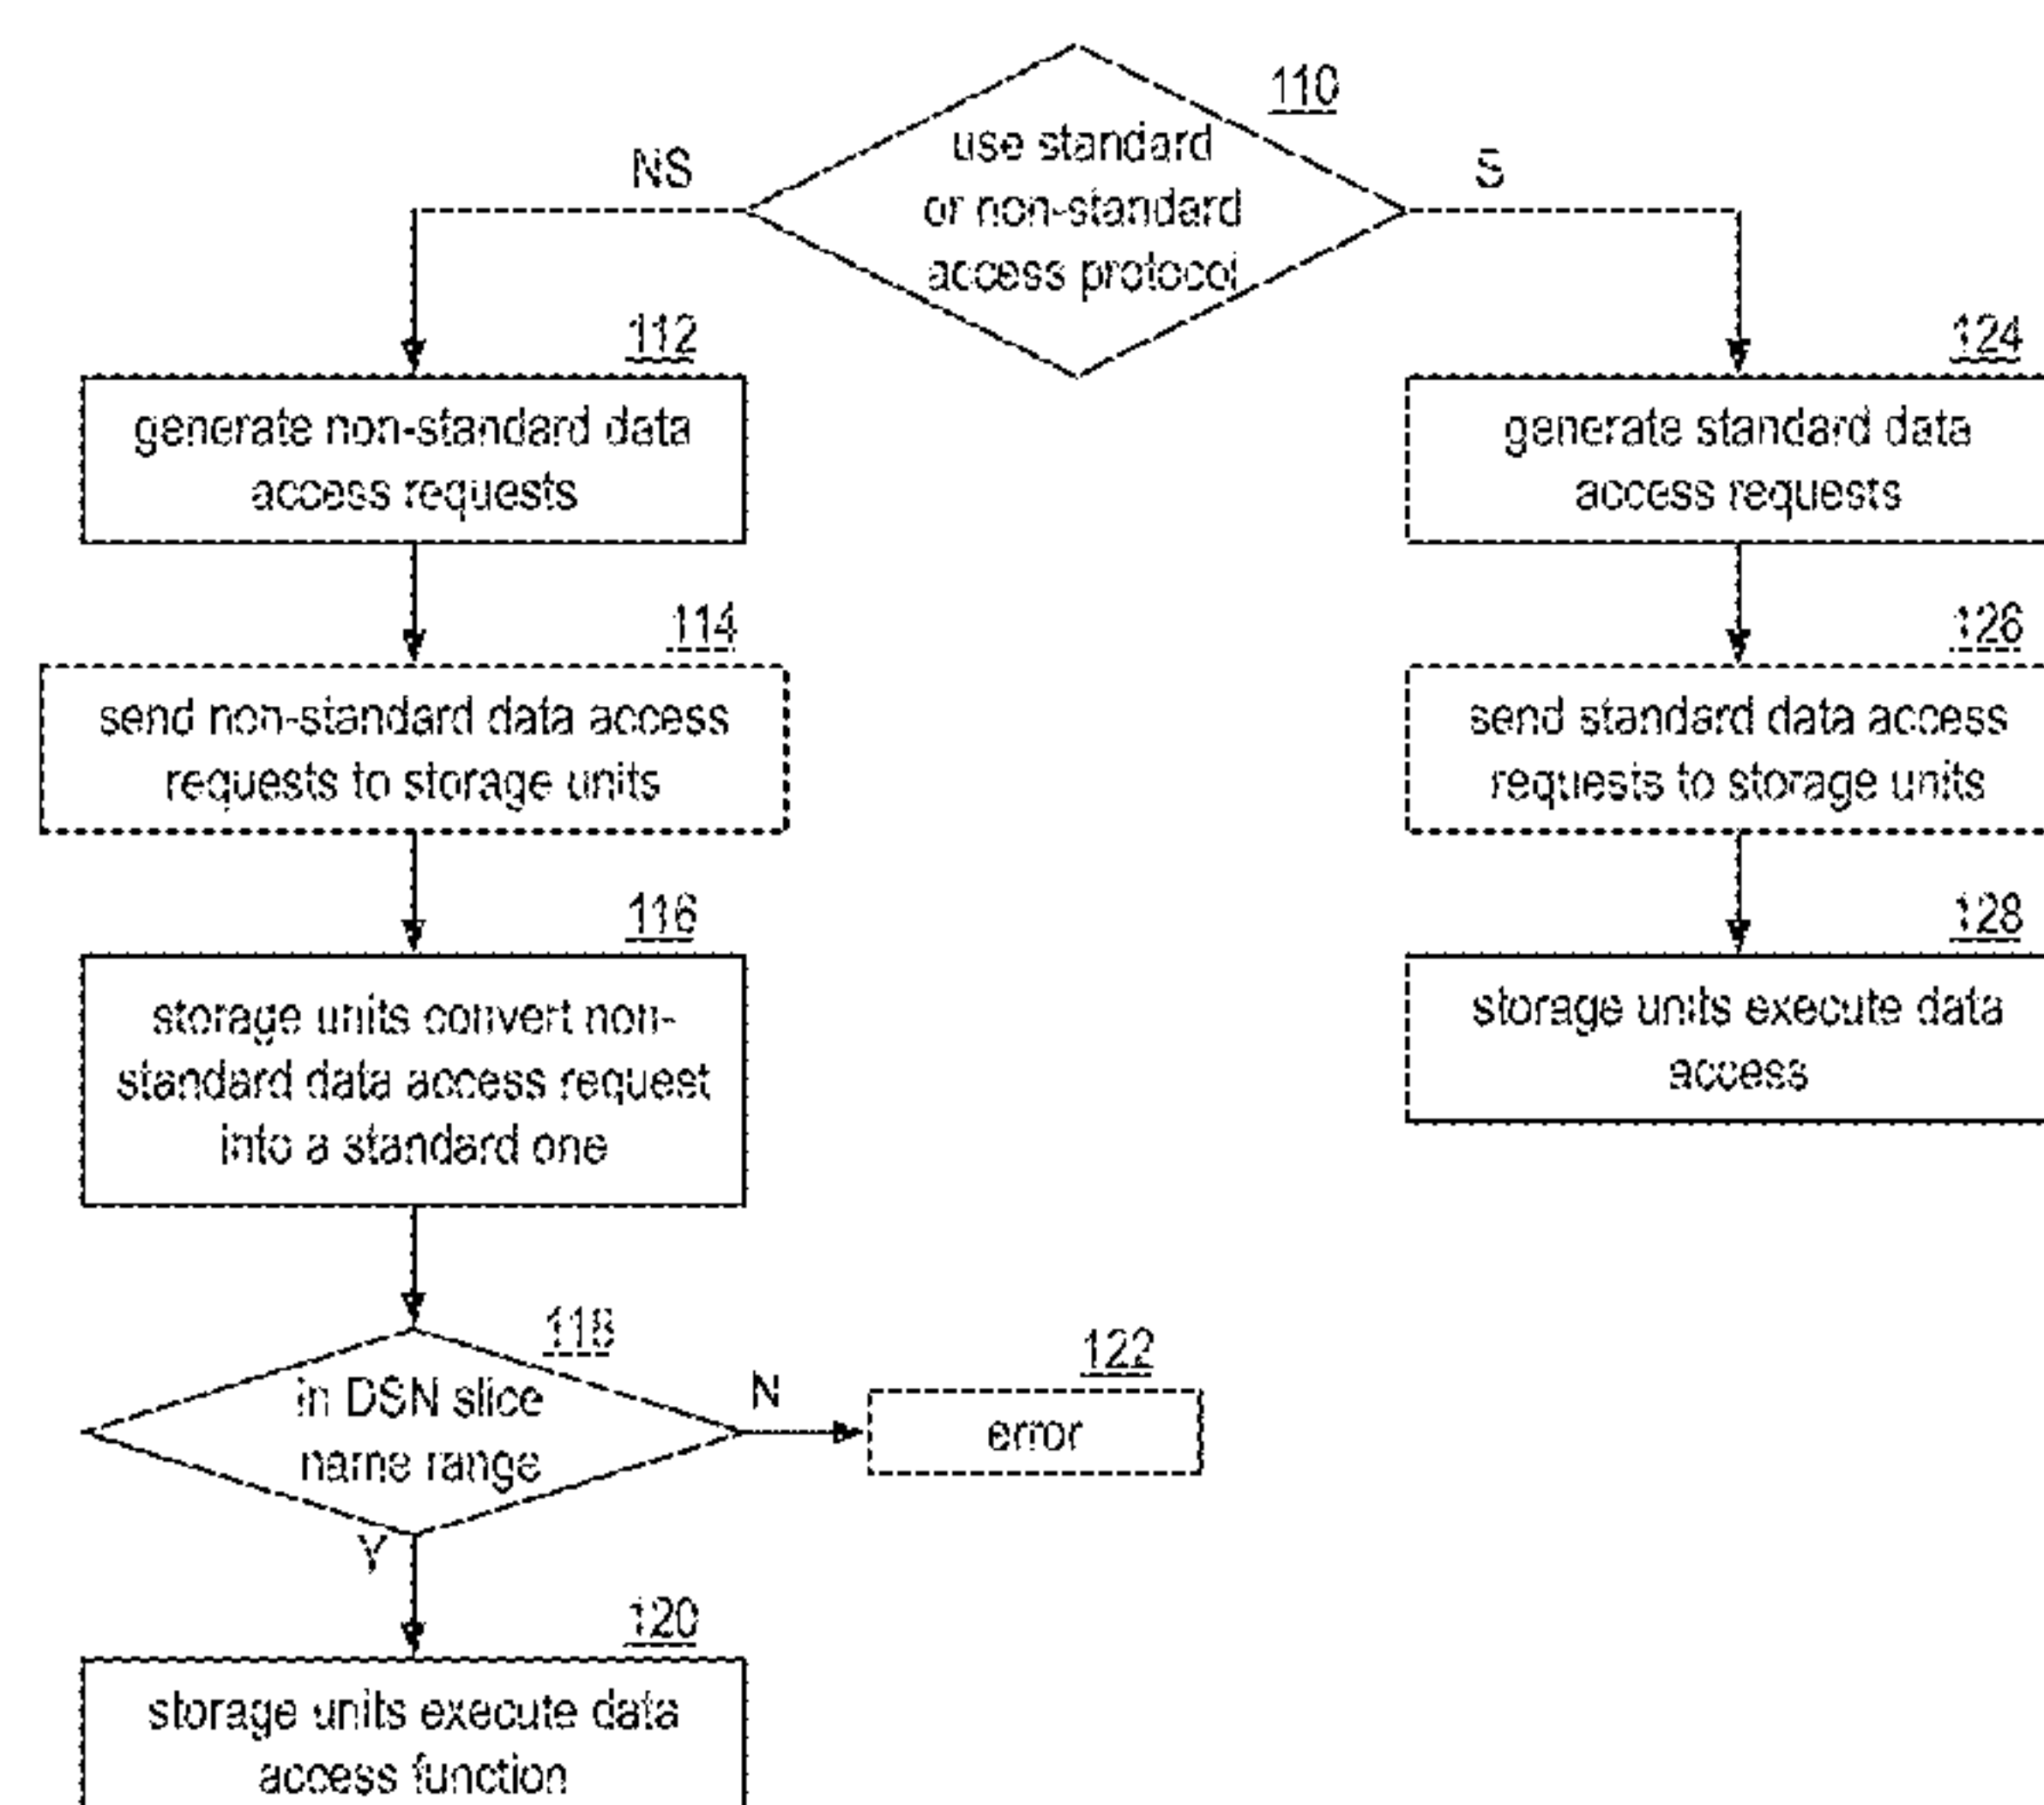 110
use standard
or non-standard
access protocol
NS
S
112
generate non-standard data
access requests
124
generate standard data
access requests
114
send non-standard data access
requests to storage units
126
send standard data access
requests to storage units
116
storage units convert non-
standard data access request
into a standard one
128
storage units execute data
access
118
in DSN slice
name range
N
122
error
Y
120
storage units execute data
access function